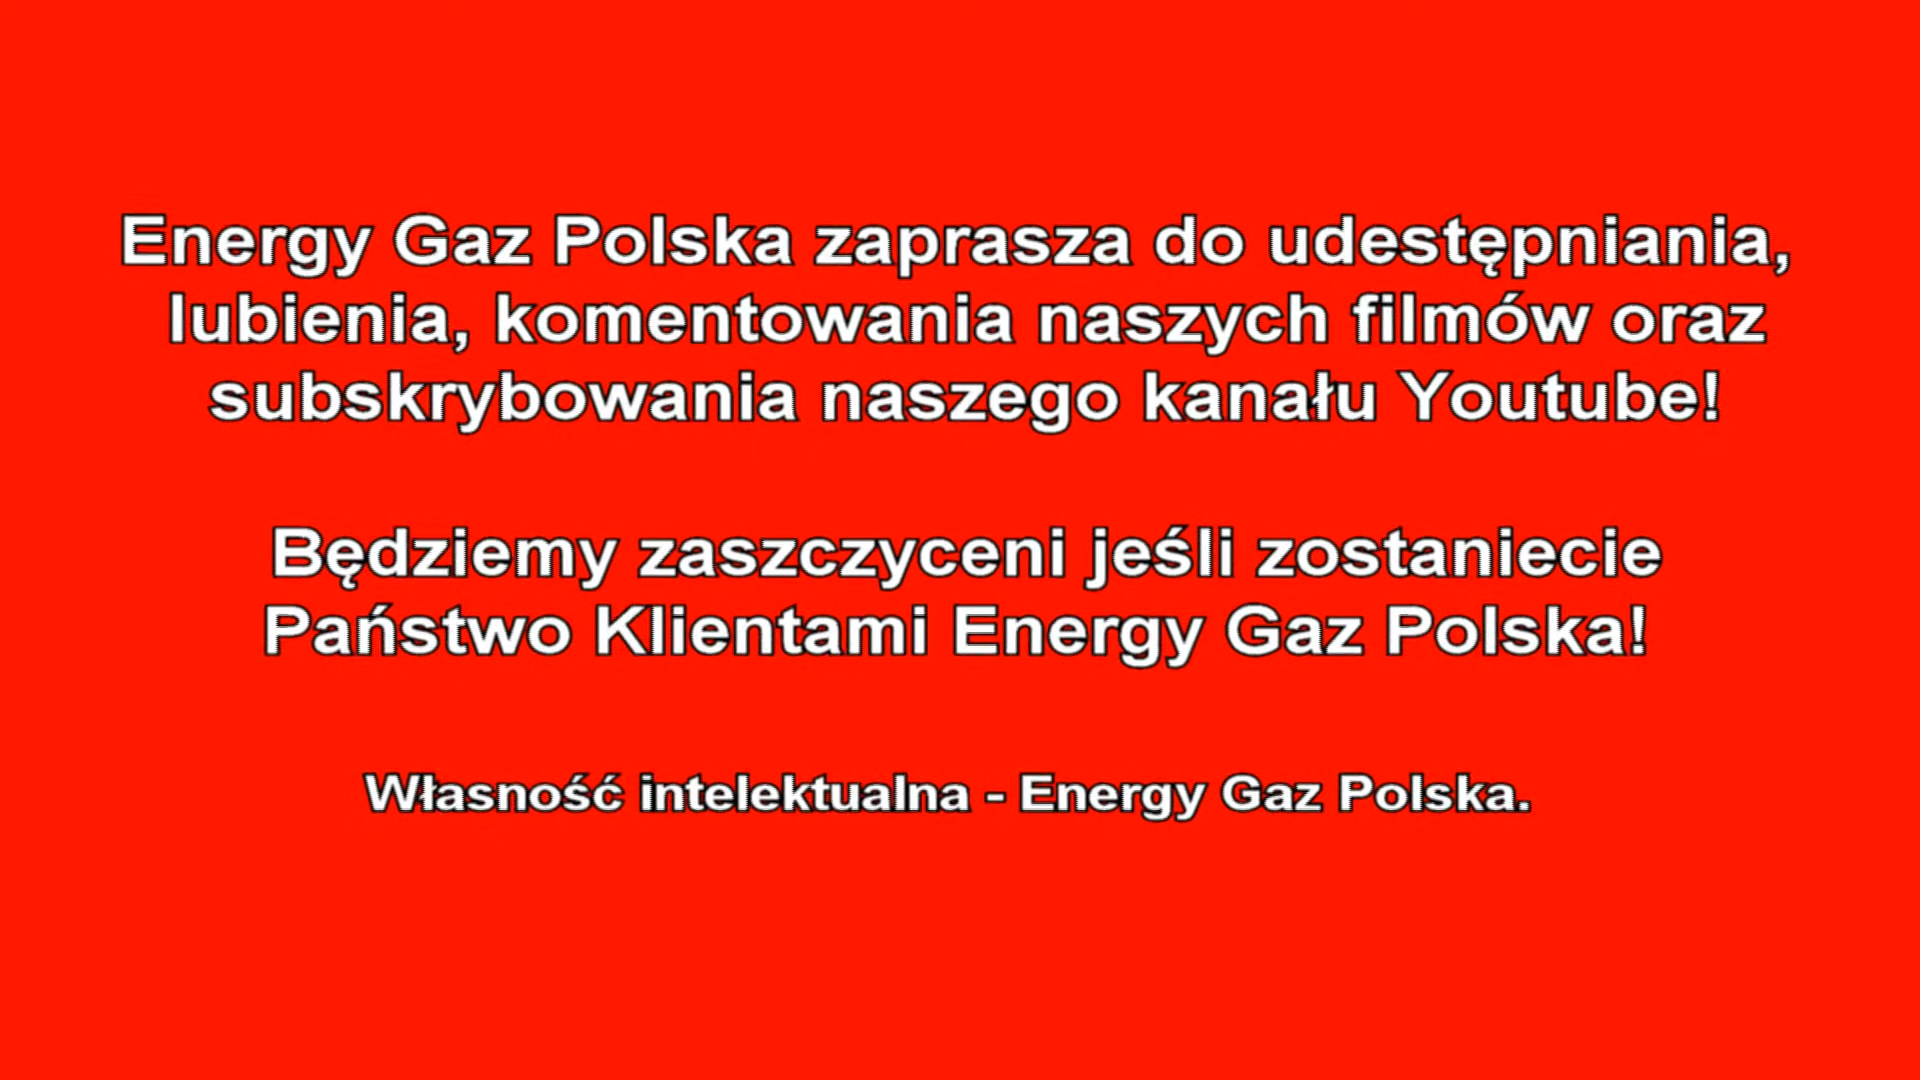 Energy Gaz Polska zaprasza do udestępniania,
lubienia, komentowania naszych filmów oraz
subskrybowania naszego kanału Youtube!
Będziemy zaszczyceni jeśli zostaniecie
Państwo Klientami Energy Gaz Polska!
Własność intelektualna - Energy Gaz Polska.